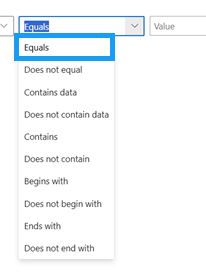 Equals Value
Equals
Does not equal
Contains data
Does not contain data
Contains
Does not contain
Begins with
Does not begin with
Ends with
Does not end with